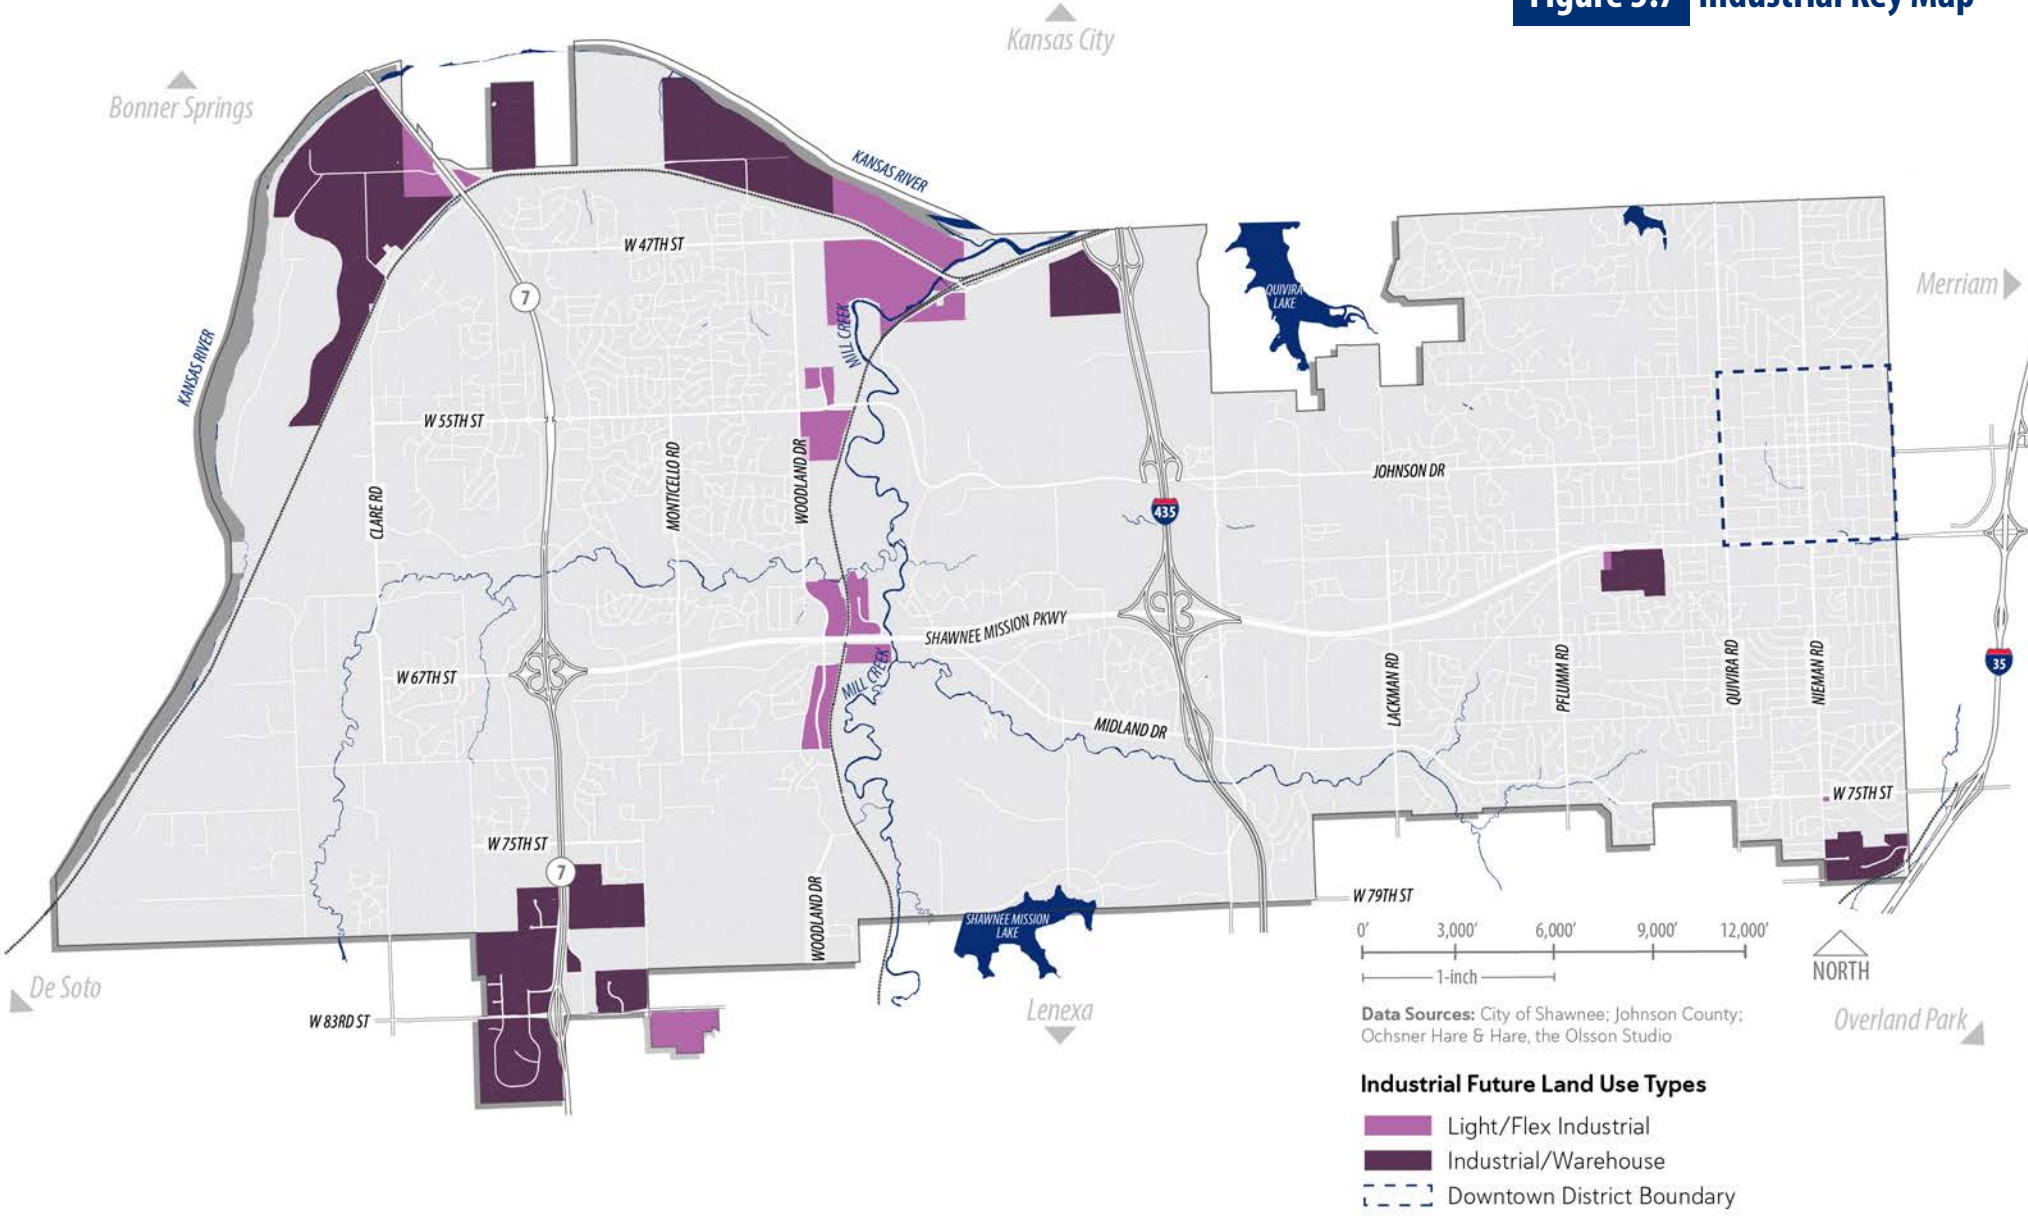 Figure 5.7 Industrial Key Map
Kansas City
Bonner Springs
KANSAS RIVER
W 47TH ST
QUIVIRA
LAKE
Merriam
7
MILL CREEK
KANSAS RIVER
W 55TH ST
CLARE RD
MONTICELLO RD
WOODLAND DR
JOHNSON DR
435
SHAWNEE MISSION PKWY
W 67TH ST
MILL CREEK
LACKMAN RD
PFLUMM RD
QUIVIRA RD
NIEMAN RD
35
MIDLAND DR
W 75TH ST
W 75TH ST
7
WOODLAND DR
W 79TH ST
SHAWNEE MISSION
LAKE
0' 3,000' 6,000' 9,000' 12,000'
1-inch
NORTH
De Soto
W 83RD ST
Lenexa
Overland Park
Data Sources: City of Shawnee; Johnson County;
Ochsner Hare & Hare, the Olsson Studio
Industrial Future Land Use Types
Light/Flex Industrial
Industrial/Warehouse
Downtown District Boundary